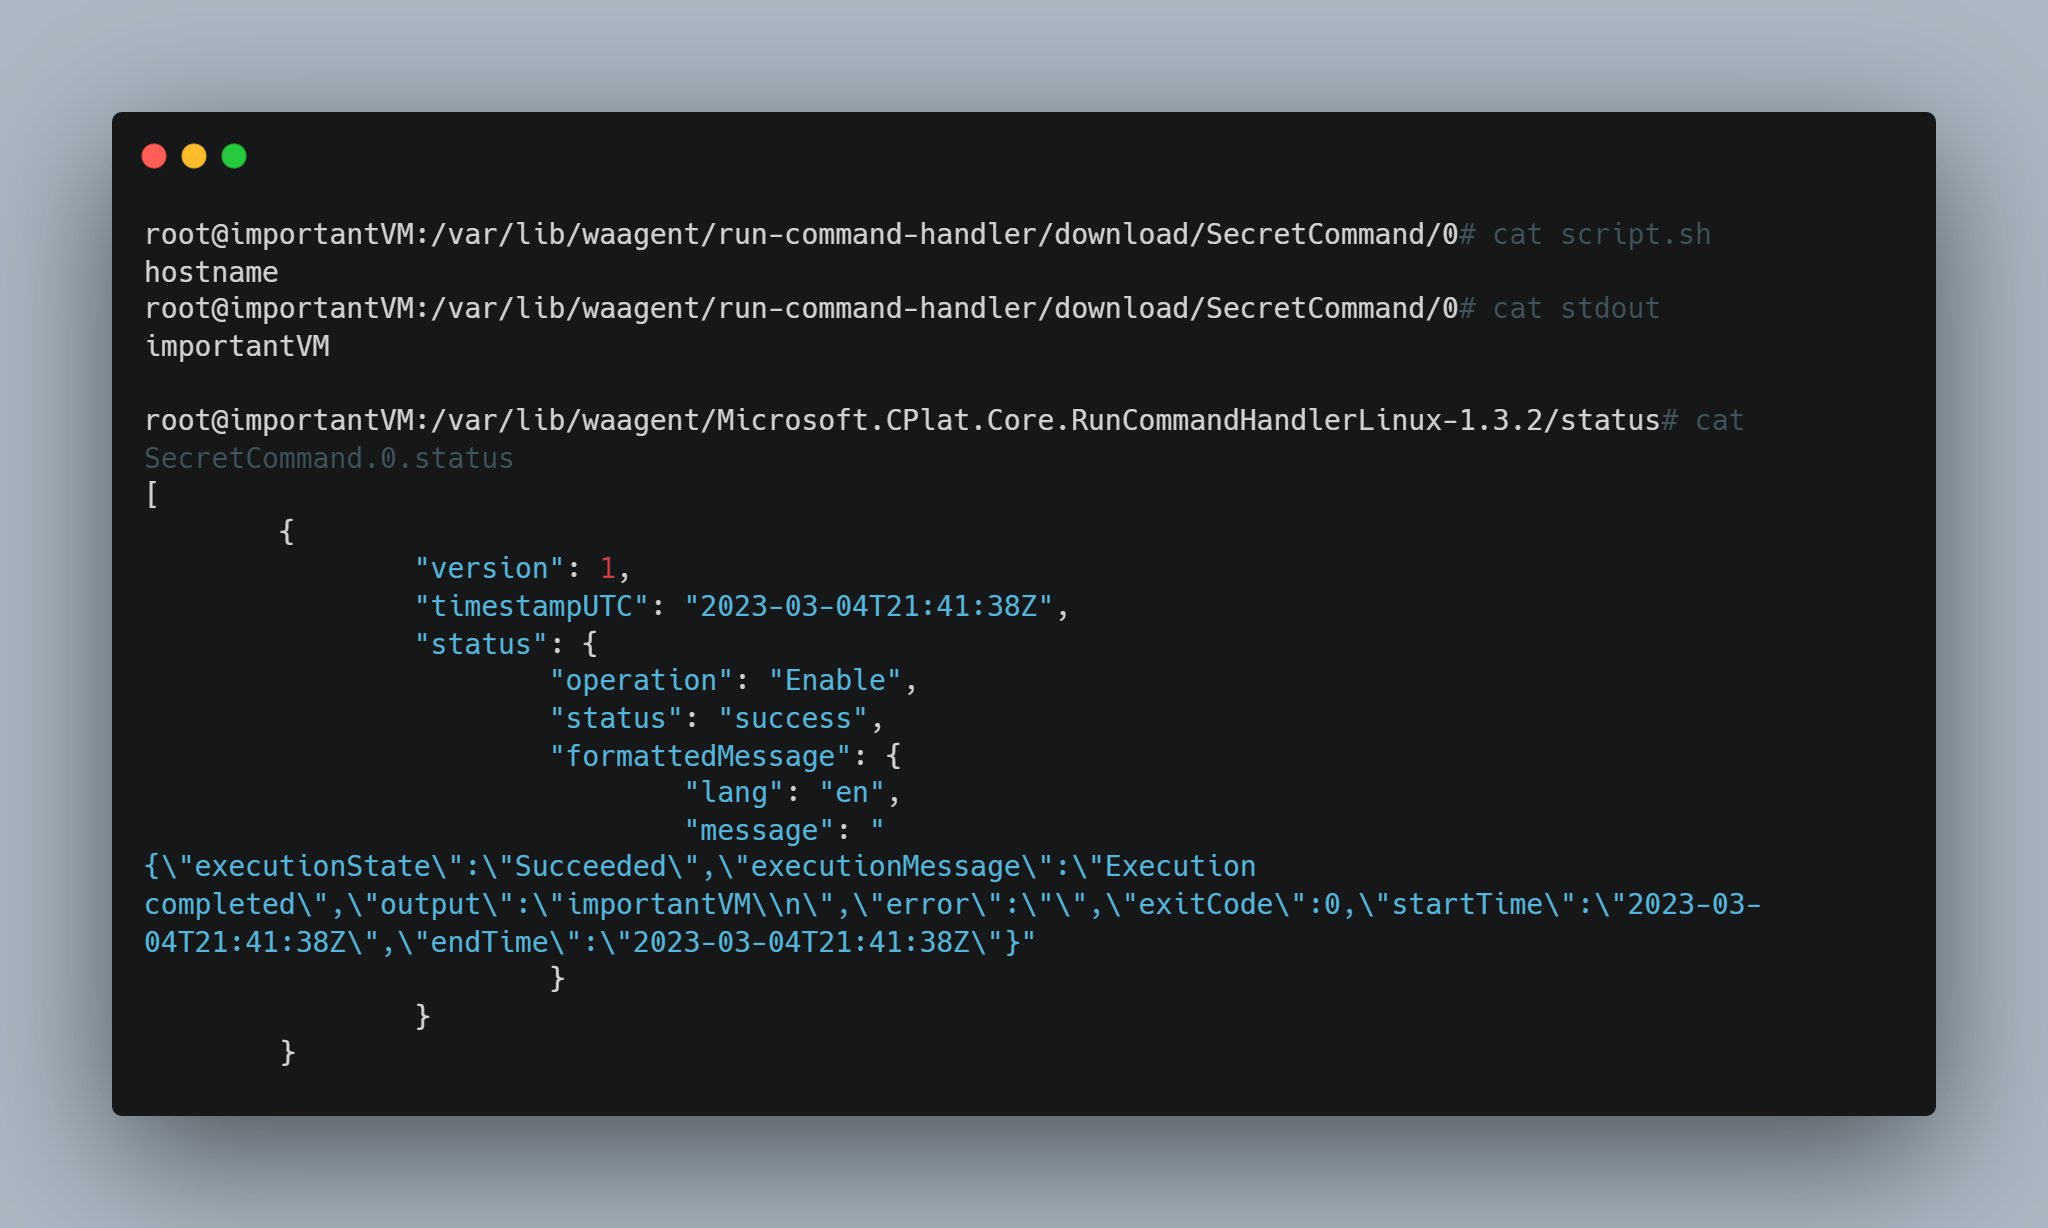 root@importantVM:/var/lib/waagent/run-command-handler/download/SecretCommand/0# cat script.sh
hostname
root@importantVM:/var/lib/waagent/run-command-handler/download/SecretCommand/0# cat stdout
importantVM

root@importantVM:/var/lib/waagent/Microsoft.CPlat.Core.RunCommandHandlerLinux-1.3.2/status# cat
SecretCommand.0.status
[
        {
                "version": 1,
                "timestampUTC": "2023-03-04T21:41:38Z",
                "status": {
                        "operation": "Enable",
                        "status": "success",
                        "formattedMessage": {
                                "lang": "en",
                                "message": "
{\"executionState\":\"Succeeded\",\"executionMessage\":\"Execution
completed\",\"output\":\"importantVM\\n\",\"error\":\"\",\"exitCode\":0,\"startTime\":\"2023-03-
04T21:41:38Z\",\"endTime\":\"2023-03-04T21:41:38Z\"}"
                        }
                }
        }